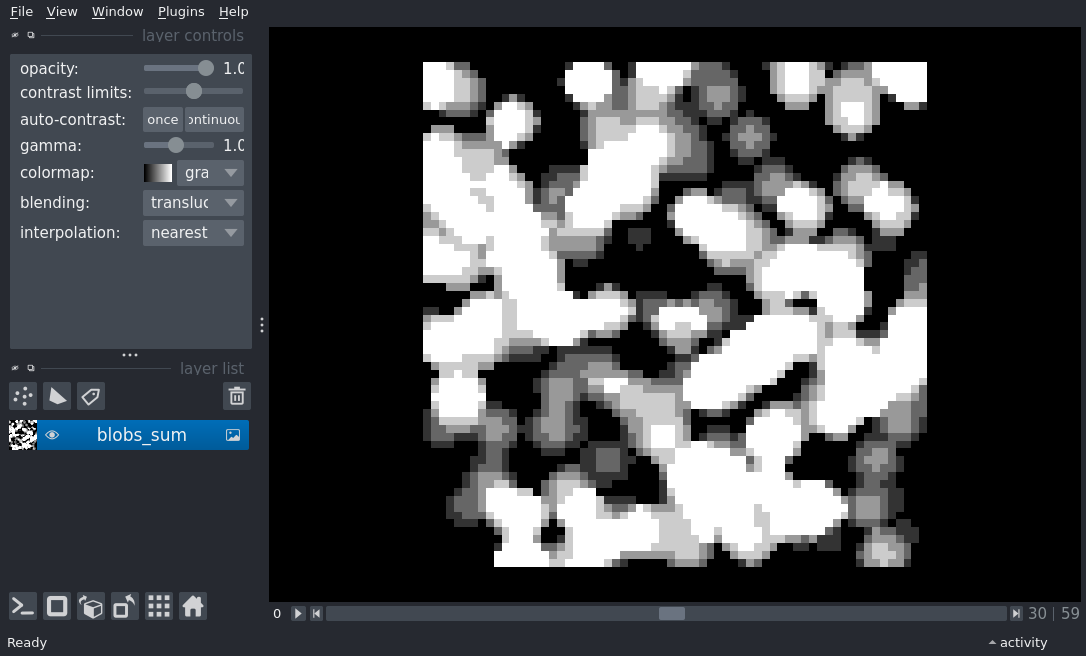 File View Window Plugins Help
layer controls
opacity: 1.0
contrast limits:
auto-contrast: once ontinuou
gamma: 1.0
colormap: gra
blending: transluc
interpolation: nearest
layer list
blobs_sum
0 30 | 59
Ready activity